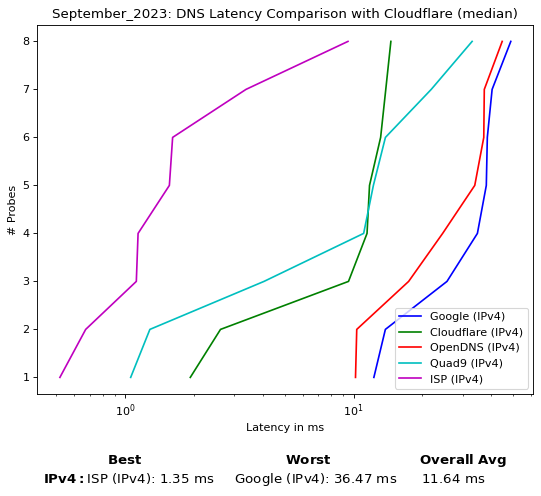 September_2023: DNS Latency Comparison with Cloudflare (median)
8
7
6
5
4
3
2
1
# Probes
Google (IPv4)
Cloudflare (IPv4)
OpenDNS (IPv4)
Quad9 (IPv4)
ISP (IPv4)
10⁰ 10¹
Latency in ms
Best Worst Overall Avg
IPv4: ISP (IPv4): 1.35 ms Google (IPv4): 36.47 ms 11.64 ms